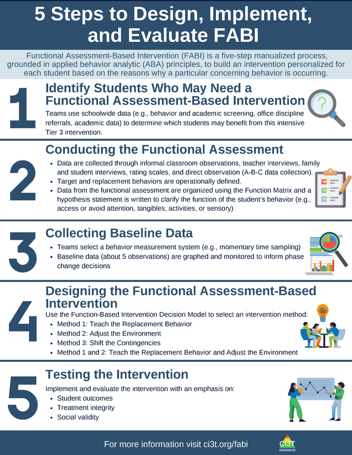 5 Steps to Design, Implement,
and Evaluate FABI
Functional Assessment-Based Intervention (FABI) is a five-step manualized process,
grounded in applied behavior analytic (ABA) principles, to build an intervention personalized for
each student based on the reasons why a particular concerning behavior is occurring.
1
Identify Students Who May Need a
Functional Assessment-Based Intervention
Teams use schoolwide data (e.g., behavior and academic screening, office discipline
referrals, academic data) to determine which students may benefit from this intensive
Tier 3 intervention.
2
Conducting the Functional Assessment
• Data are collected through informal classroom observations, teacher interviews, family
and student interviews, rating scales, and direct observation (A-B-C data collection).
• Target and replacement behaviors are operationally defined.
• Data from the functional assessment are organized using the Function Matrix and a
hypothesis statement is written to clarify the function of the student's behavior (e.g.,
access or avoid attention, tangibles, activities, or sensory)
3
Collecting Baseline Data
• Teams select a behavior measurement system (e.g., momentary time sampling)
• Baseline data (about 5 observations) are graphed and monitored to inform phase
change decisions
4
Designing the Functional Assessment-Based
Intervention
Use the Function-Based Intervention Decision Model to select an intervention method:
• Method 1: Teach the Replacement Behavior
• Method 2: Adjust the Environment
• Method 3: Shift the Contingencies
• Method 1 and 2: Teach the Replacement Behavior and Adjust the Environment
5
Testing the Intervention
Implement and evaluate the intervention with an emphasis on:
• Student outcomes
• Treatment integrity
• Social validity
For more information visit ci3t.org/fabi
CI3T